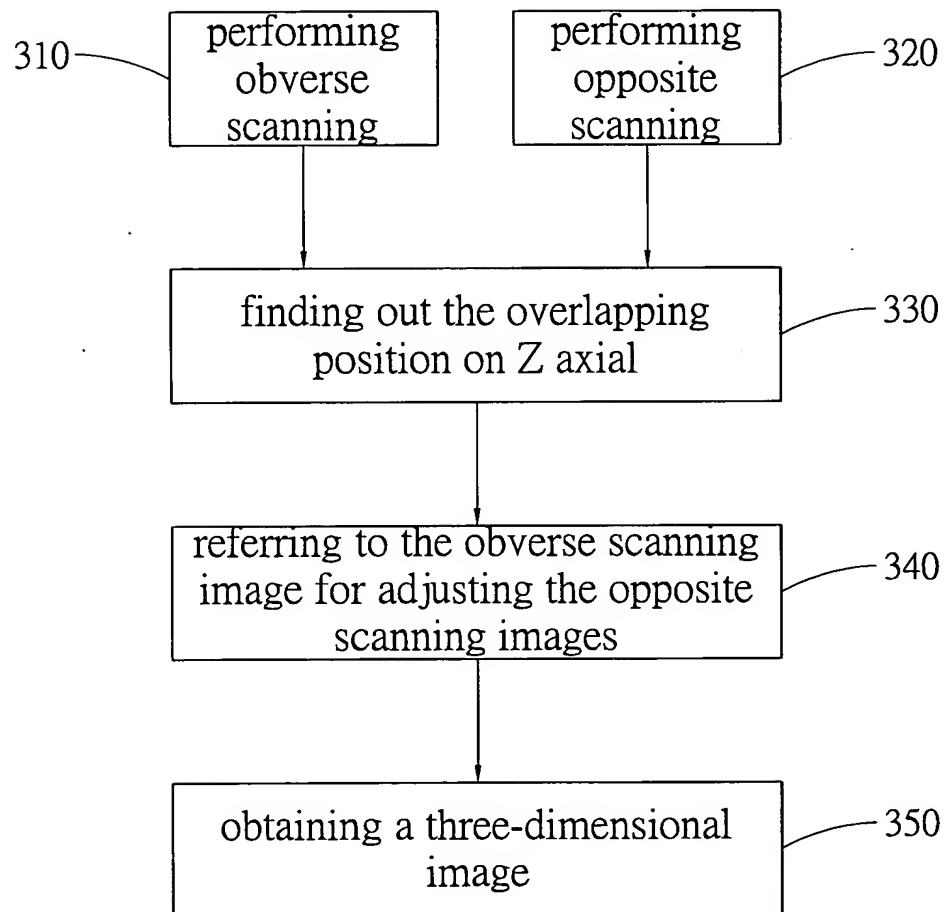 310
performing
obverse
scanning
performing
opposite
scanning
320
finding out the overlapping
position on Z axial
330
referring to the obverse scanning
image for adjusting the opposite
scanning images
340
obtaining a three-dimensional
image
350